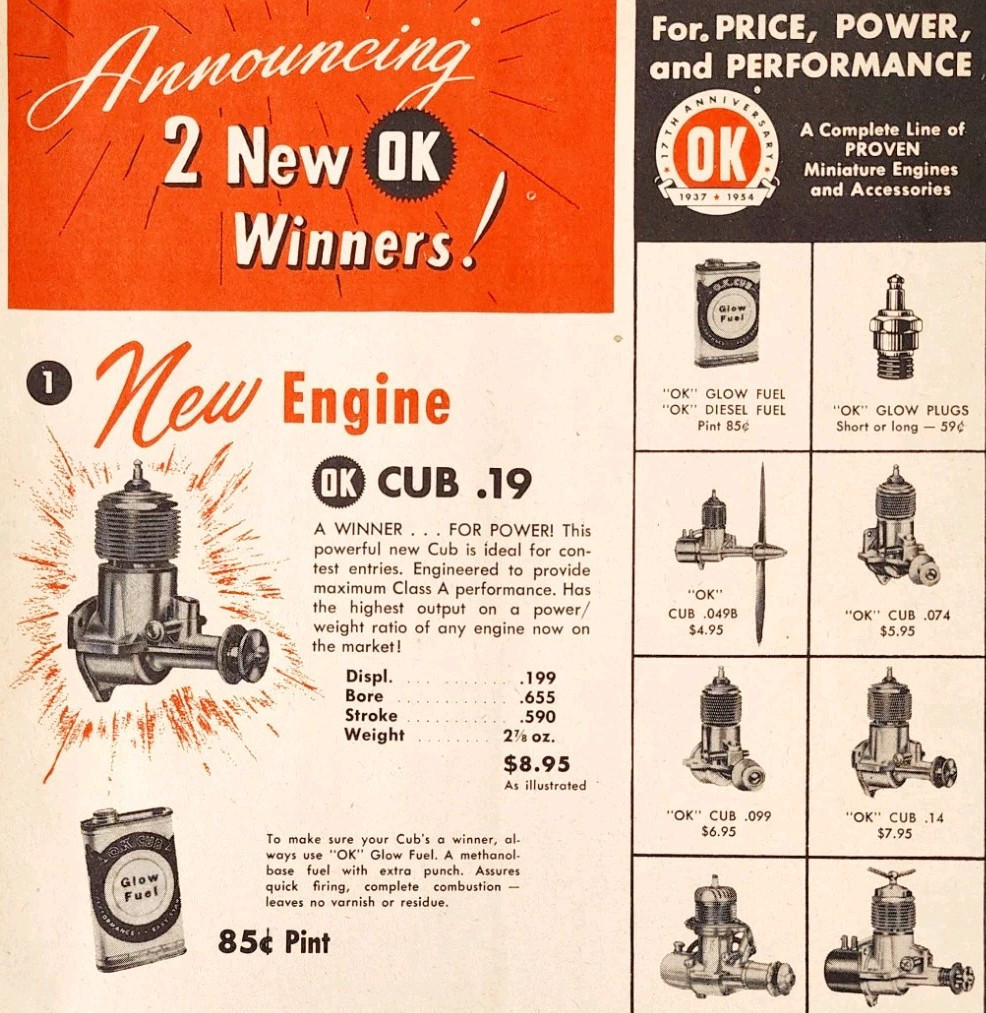 Announcing
2 New OK
Winners!
1
New Engine
OK CUB .19
A WINNER . . . FOR POWER! This
powerful new Cub is ideal for con-
test entries. Engineered to provide
maximum Class A performance. Has
the highest output on a power/
weight ratio of any engine now on
the market!
Displ. . . . . . . . . . . . .199
Bore . . . . . . . . . . . . .655
Stroke . . . . . . . . . . . .590
Weight . . . . . . . . 2⅞ oz.
$8.95
As illustrated
O.K. CUB
Glow
Fuel
To make sure your Cub's a winner, al-
ways use "OK" Glow Fuel. A methanol-
base fuel with extra punch. Assures
quick firing, complete combustion —
leaves no varnish or residue.
85¢ Pint
For. PRICE, POWER,
and PERFORMANCE
17TH ANNIVERSARY
OK
1937 ★ 1954
A Complete Line of
PROVEN
Miniature Engines
and Accessories
O.K. CUB
Glow
Fuel
"OK" GLOW FUEL
"OK" DIESEL FUEL
Pint 85¢
"OK" GLOW PLUGS
Short or long — 59¢
"OK"
CUB .049B
$4.95
"OK" CUB .074
$5.95
"OK" CUB .099
$6.95
"OK" CUB .14
$7.95